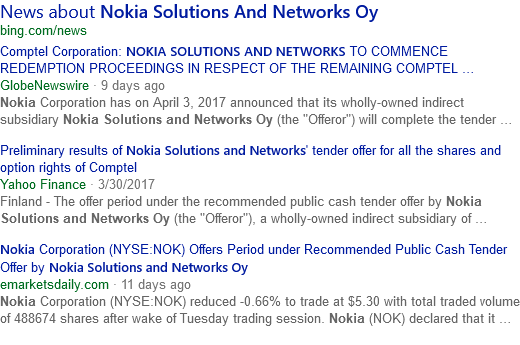 News about Nokia Solutions And Networks Oy
bing.com/news
Comptel Corporation: NOKIA SOLUTIONS AND NETWORKS TO COMMENCE
REDEMPTION PROCEEDINGS IN RESPECT OF THE REMAINING COMPTEL ...
GlobeNewswire · 9 days ago
Nokia Corporation has on April 3, 2017 announced that its wholly-owned indirect
subsidiary Nokia Solutions and Networks Oy (the "Offeror") will complete the tender ...
Preliminary results of Nokia Solutions and Networks' tender offer for all the shares and
option rights of Comptel
Yahoo Finance · 3/30/2017
Finland - The offer period under the recommended public cash tender offer by Nokia
Solutions and Networks Oy (the "Offeror"), a wholly-owned indirect subsidiary of ...
Nokia Corporation (NYSE:NOK) Offers Period under Recommended Public Cash Tender
Offer by Nokia Solutions and Networks Oy
emarketsdaily.com · 11 days ago
Nokia Corporation (NYSE:NOK) reduced -0.66% to trade at $5.30 with total traded volume
of 488674 shares after wake of Tuesday trading session. Nokia (NOK) declared that it ...